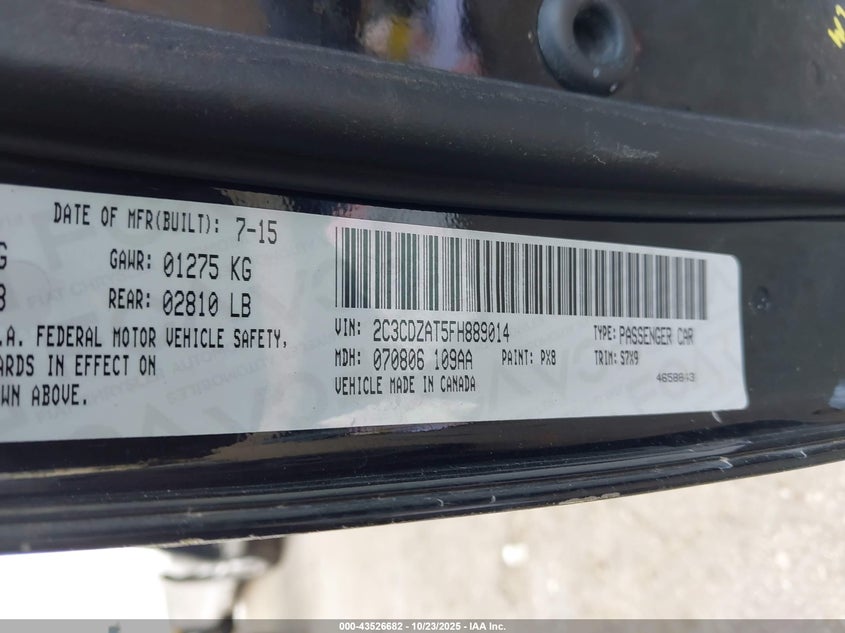 DATE OF MFR(BUILT): 7-15
G GAWR: 01275 KG
REAR: 02810 LB
.A. FEDERAL MOTOR VEHICLE SAFETY,
ARDS IN EFFECT ON
WN ABOVE.
VIN: 2C3CDZAT5FH889014 TYPE: PASSENGER CAR
MDH: 070806 109AA PAINT: PX8 TRIM: S7X9
VEHICLE MADE IN CANADA
4658843
000-43526682 - 10/23/2025 - IAA Inc.